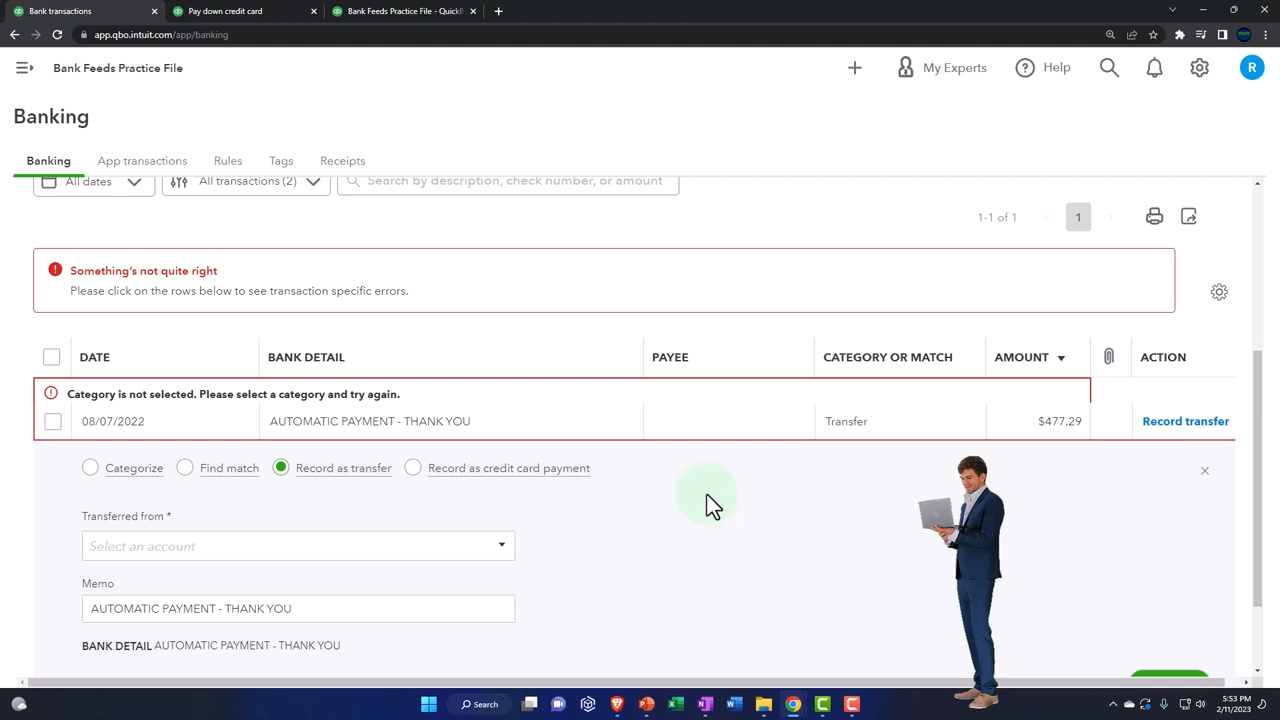 Bank transactions
Pay down credit card
Bank Feeds Practice File - QuickB
app.qbo.intuit.com/app/banking
Bank Feeds Practice File
My Experts
Help
R
Banking
Banking
App transactions
Rules
Tags
Receipts
All dates
All transactions (2)
Search by description, check number, or amount
1-1 of 1
1
Something's not quite right
Please click on the rows below to see transaction specific errors.
DATE
BANK DETAIL
PAYEE
CATEGORY OR MATCH
AMOUNT
ACTION
Category is not selected. Please select a category and try again.
08/07/2022
AUTOMATIC PAYMENT - THANK YOU
Transfer
$477.29
Record transfer
Categorize
Find match
Record as transfer
Record as credit card payment
Transferred from *
Select an account
Memo
AUTOMATIC PAYMENT - THANK YOU
BANK DETAIL AUTOMATIC PAYMENT - THANK YOU
Search
5:53 PM
2/11/2023